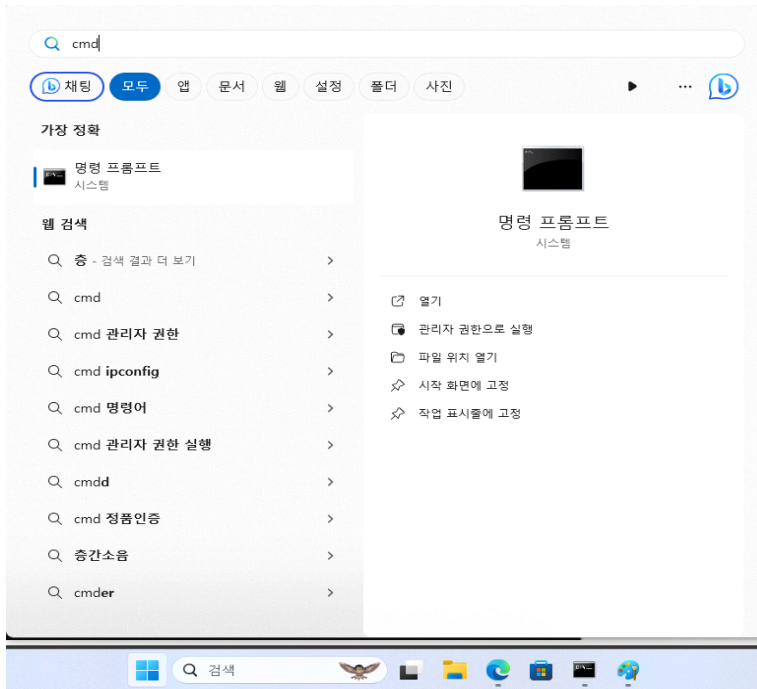 cmd
채팅 모두 앱 문서 웹 설정 폴더 사진
가장 정확
명령 프롬프트
시스템
웹 검색
층 - 검색 결과 더 보기
cmd
cmd 관리자 권한
cmd ipconfig
cmd 명령어
cmd 관리자 권한 실행
cmdd
cmd 정품인증
층간소음
cmder
명령 프롬프트
시스템
열기
관리자 권한으로 실행
파일 위치 열기
시작 화면에 고정
작업 표시줄에 고정
검색